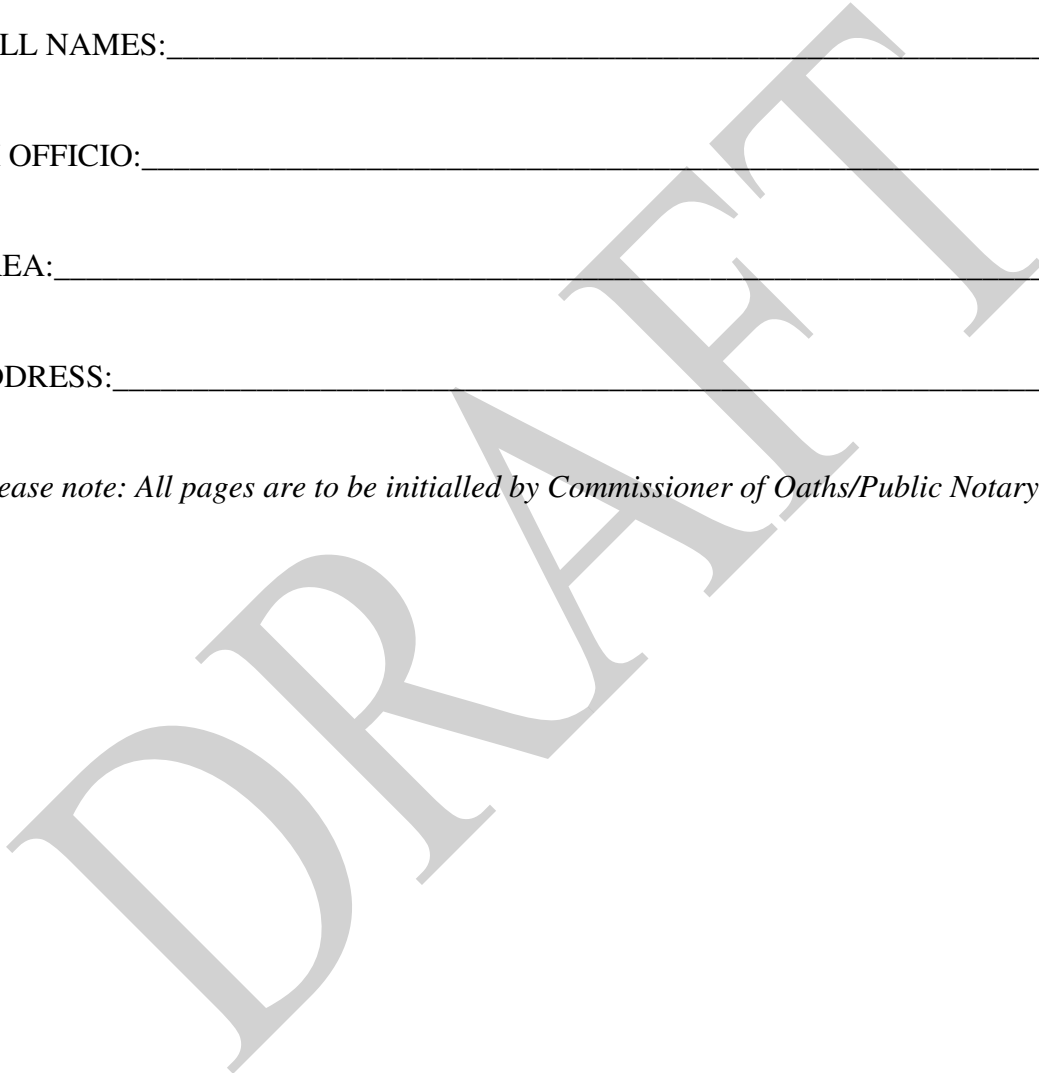 LL NAMES:
OFFICIO:
REA:
DDRESS:
ease note: All pages are to be initialled by Commissioner of Oaths/Public Notary
DRAFT